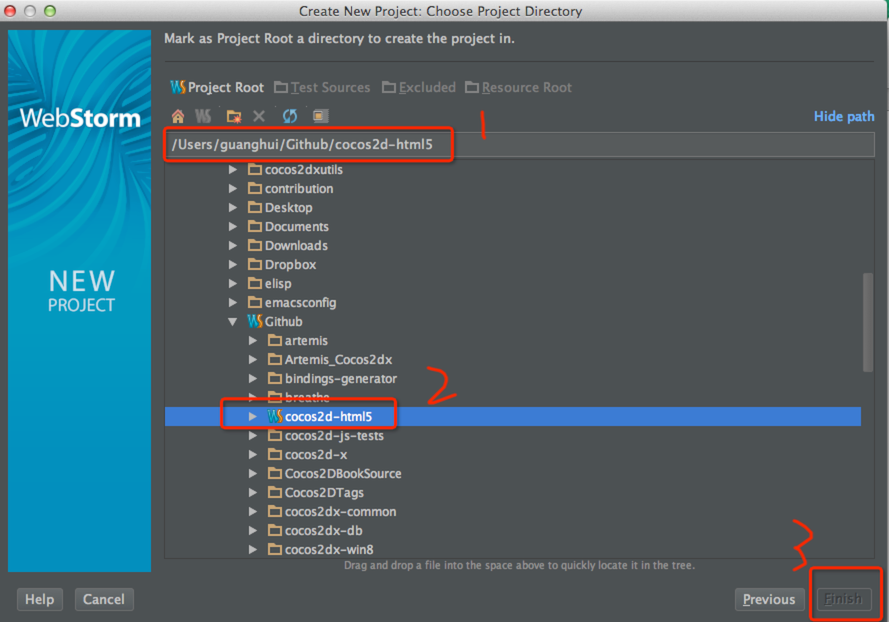 Create New Project: Choose Project Directory
Mark as Project Root a directory to create the project in.
WebStorm
NEW
PROJECT
Project Root Test Sources Excluded Resource Root
1
Hide path
/Users/guanghui/Github/cocos2d-html5
cocos2dxutils
contribution
Desktop
Documents
Downloads
Dropbox
elisp
emacsconfig
Github
artemis
Artemis_Cocos2dx
bindings-generator
2
breathe
cocos2d-html5
cocos2d-js-tests
cocos2d-x
Cocos2DBookSource
Cocos2DTags
cocos2dx-common
cocos2dx-db
cocos2dx-win8
3
Drag and drop a file into the space above to quickly locate it in the tree.
Help Cancel Previous Finish